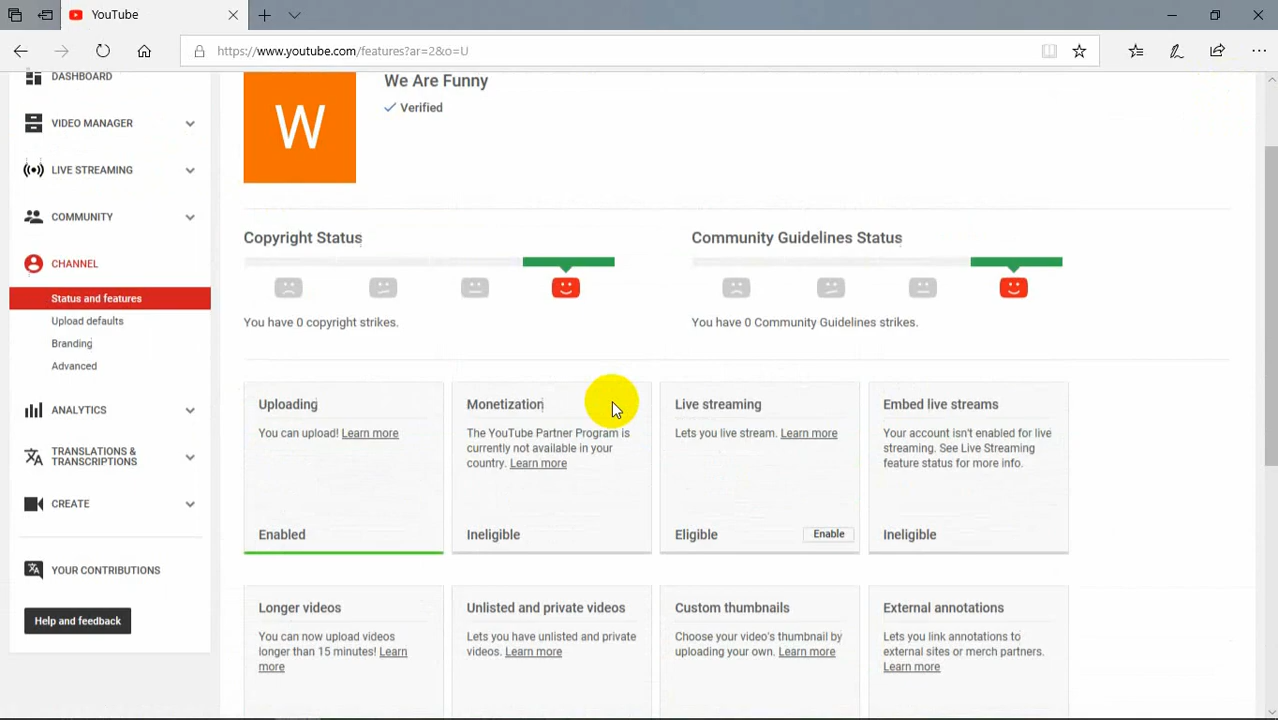 YouTube
https://www.youtube.com/features?ar=2&o=U
DASHBOARD
VIDEO MANAGER
LIVE STREAMING
COMMUNITY
CHANNEL
Status and features
Upload defaults
Branding
Advanced
ANALYTICS
TRANSLATIONS &
TRANSCRIPTIONS
CREATE
YOUR CONTRIBUTIONS
Help and feedback
W
We Are Funny
Verified
Copyright Status
You have 0 copyright strikes.
Community Guidelines Status
You have 0 Community Guidelines strikes.
Uploading
You can upload! Learn more
Enabled
Monetization
The YouTube Partner Program is
currently not available in your
country. Learn more
Ineligible
Live streaming
Lets you live stream. Learn more
Eligible
Enable
Embed live streams
Your account isn't enabled for live
streaming. See Live Streaming
feature status for more info.
Ineligible
Longer videos
You can now upload videos
longer than 15 minutes! Learn
more
Unlisted and private videos
Lets you have unlisted and private
videos. Learn more
Custom thumbnails
Choose your video's thumbnail by
uploading your own. Learn more
External annotations
Lets you link annotations to
external sites or merch partners.
Learn more